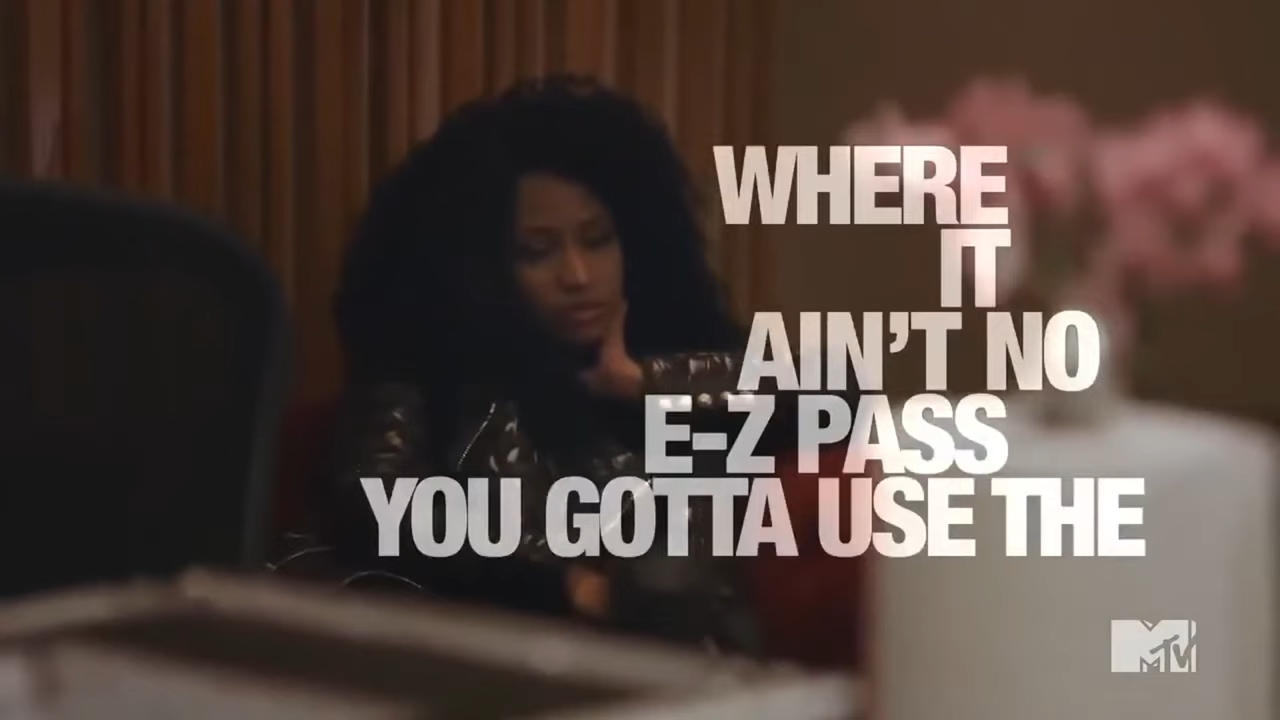 WHERE
IT
AIN'T NO
E-Z PASS
YOU GOTTA USE THE
MTV